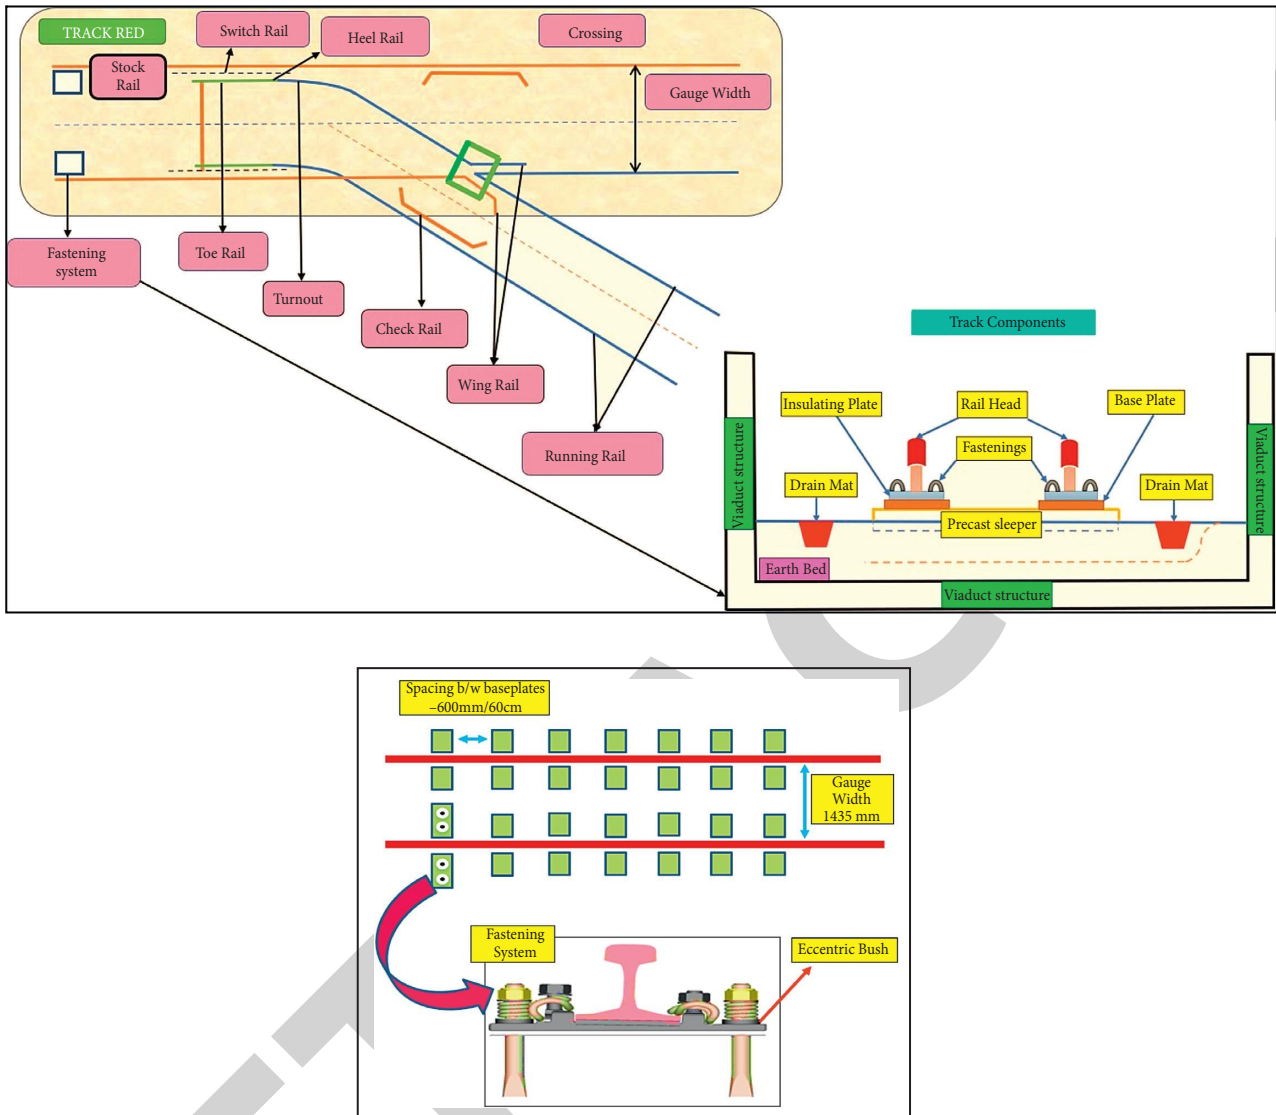 TRACK RED
Switch Rail
Heel Rail
Crossing
Stock
Rail
Gauge Width
Fastening
system
Toe Rail
Turnout
Check Rail
Wing Rail
Running Rail
Track Components
Insulating Plate
Rail Head
Base Plate
Fastenings
Drain Mat
Drain Mat
Viaduct structure
Viaduct structure
Precast sleeper
Earth Bed
Viaduct structure
Spacing b/w baseplates
~600mm/60cm
Gauge
Width
1435 mm
Fastening
System
Eccentric Bush